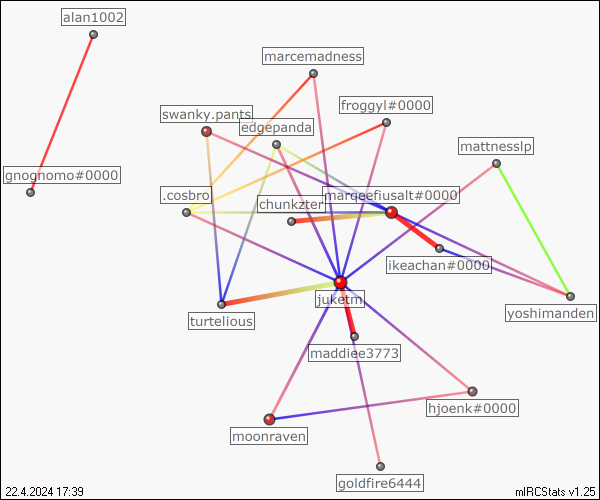 alan1002
marcemadness
froggyl#0000
swanky.pants
edgepanda
mattnesslp
gnognomo#0000
.cosbro
margeefiusalt#0000
chunkzter
ikeachan#0000
juketm
turtelious
yoshimanden
maddiee3773
hjoenk#0000
moonraven
goldfire6444
22.4.2024 17:39
mIRCStats v1.25